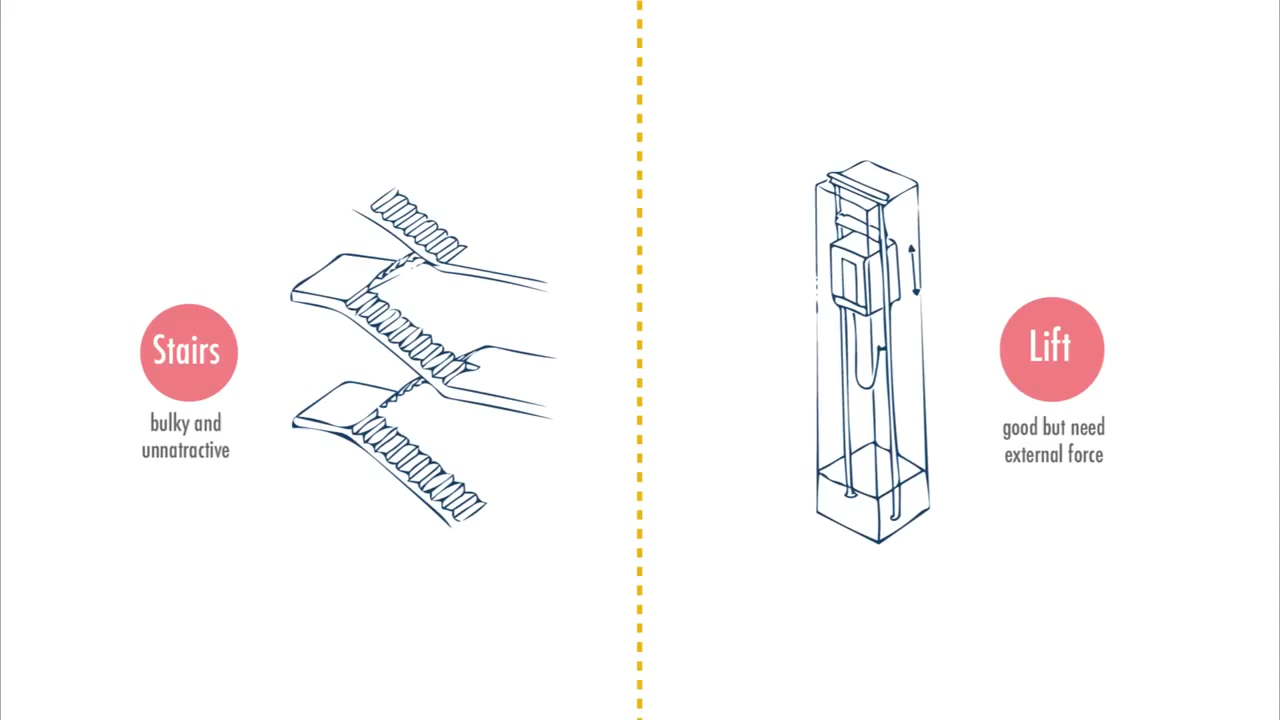 Stairs
bulky and
unnatractive
Lift
good but need
external force